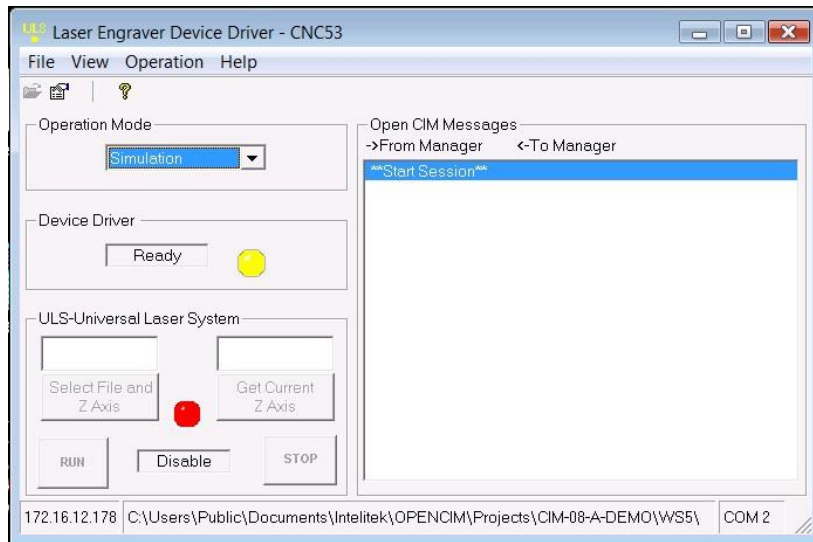 ULS Laser Engraver Device Driver - CNC53
File View Operation Help
Operation Mode
Simulation
Device Driver
Ready
ULS-Universal Laser System
Select File and
Z Axis
Get Current
Z Axis
RUN
Disable
STOP
Open CIM Messages
->From Manager <-To Manager
**Start Session**
172.16.12.178 C:\Users\Public\Documents\Intelitek\OPENCIM\Projects\CIM-08-A-DEMO\WS5\ COM 2